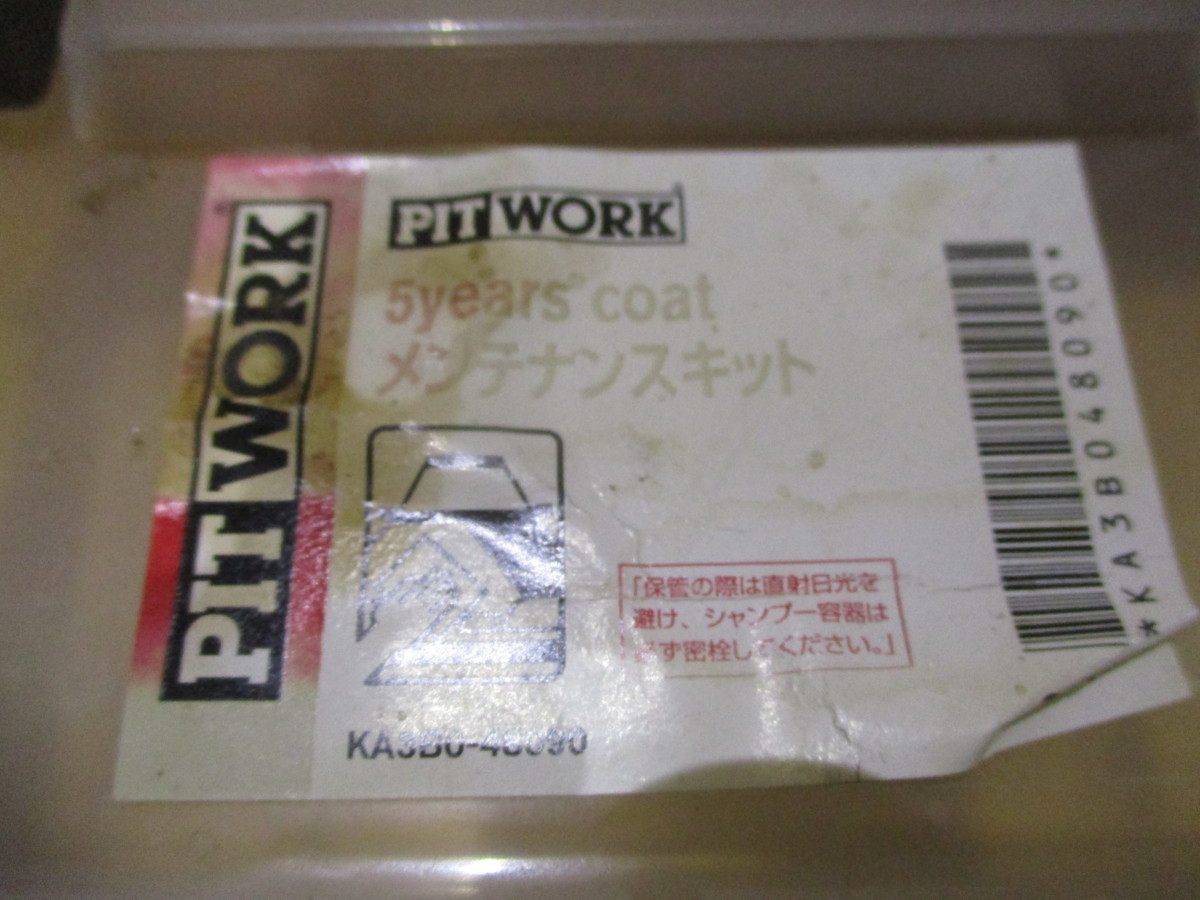 PIT WORK
PIT WORK
5years coat
メンテナンスキット
「保管の際は直射日光を
避け、シャンプー容器は
必ず密栓してください。」
KA3B0-48090
*KA3B048090*